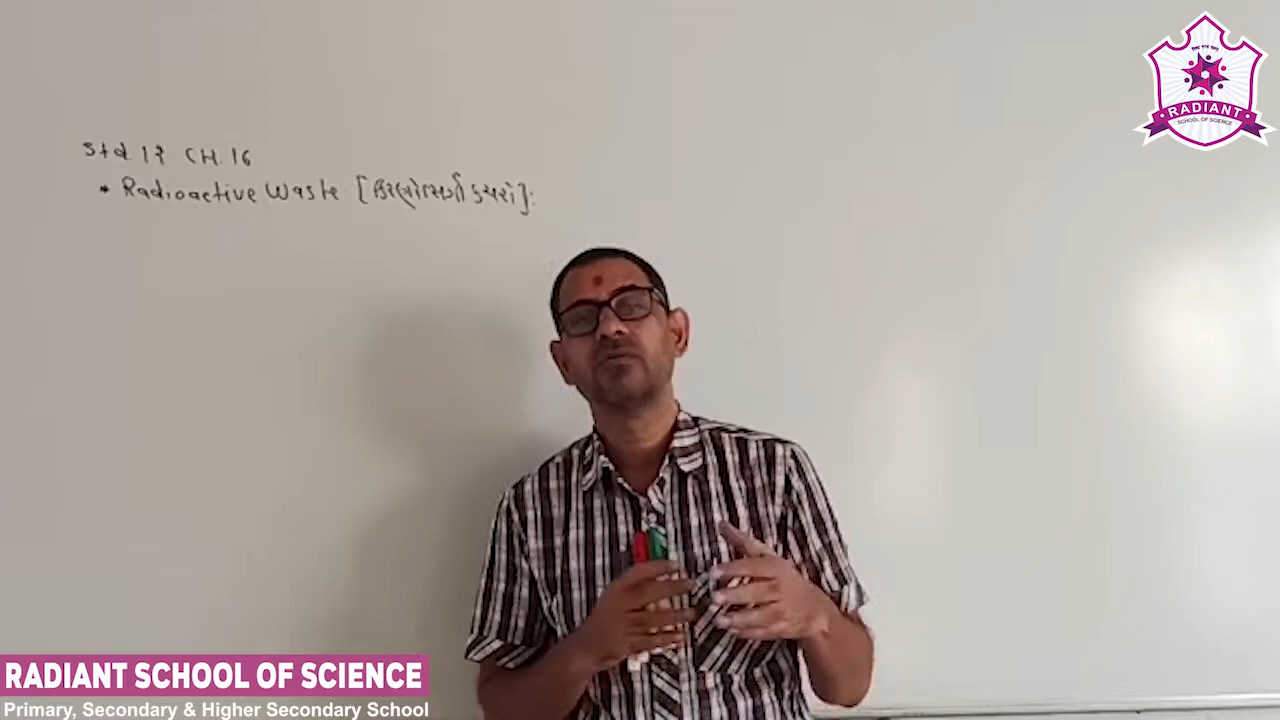 Std. 12 CH. 16
* Radioactive Waste [કિરણોત્સર્ગી કચરો]:
RADIANT
SCHOOL OF SCIENCE
RADIANT SCHOOL OF SCIENCE
Primary, Secondary & Higher Secondary School